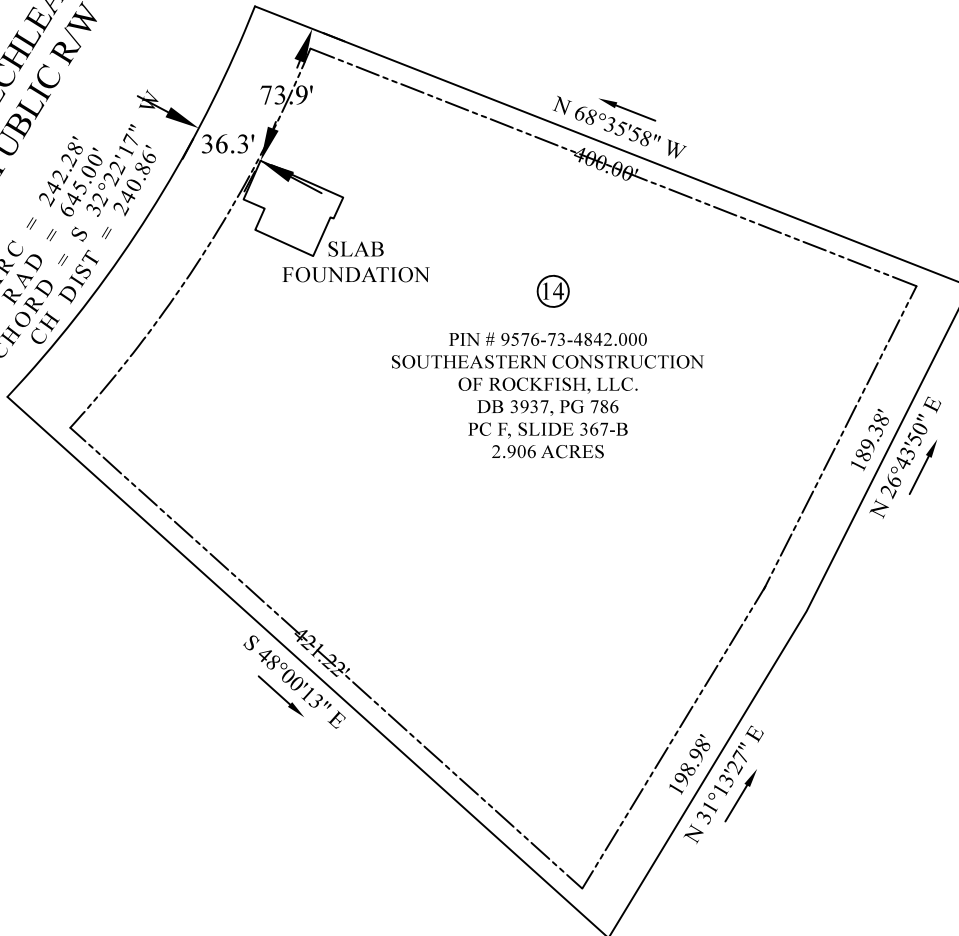 PUBLIC R/W
= 242.28'
RAD = 645.00'
CHORD = S 32°22'17" W
CH DIST = 240.86'
73.9'
36.3'
N 68°35'58" W
400.00'
SLAB
FOUNDATION
14
PIN # 9576-73-4842.000
SOUTHEASTERN CONSTRUCTION
OF ROCKFISH, LLC.
DB 3937, PG 786
PC F, SLIDE 367-B
2.906 ACRES
189.38'
N 26°43'50" E
421.22'
S 48°00'13" E
198.98'
N 31°13'27" E